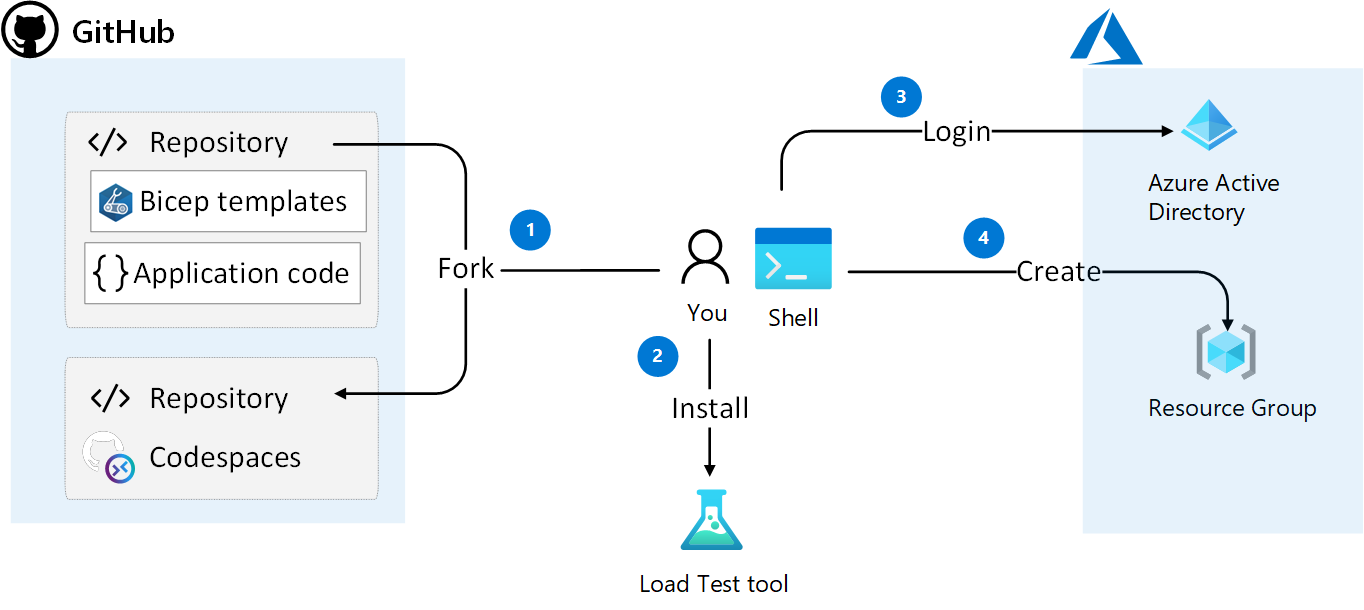 GitHub
</> Repository
Bicep templates
{ } Application code
</> Repository
Codespaces
1
Fork
You
>_
Shell
2
Install
Load Test tool
3
Login
Azure Active
Directory
4
Create
Resource Group